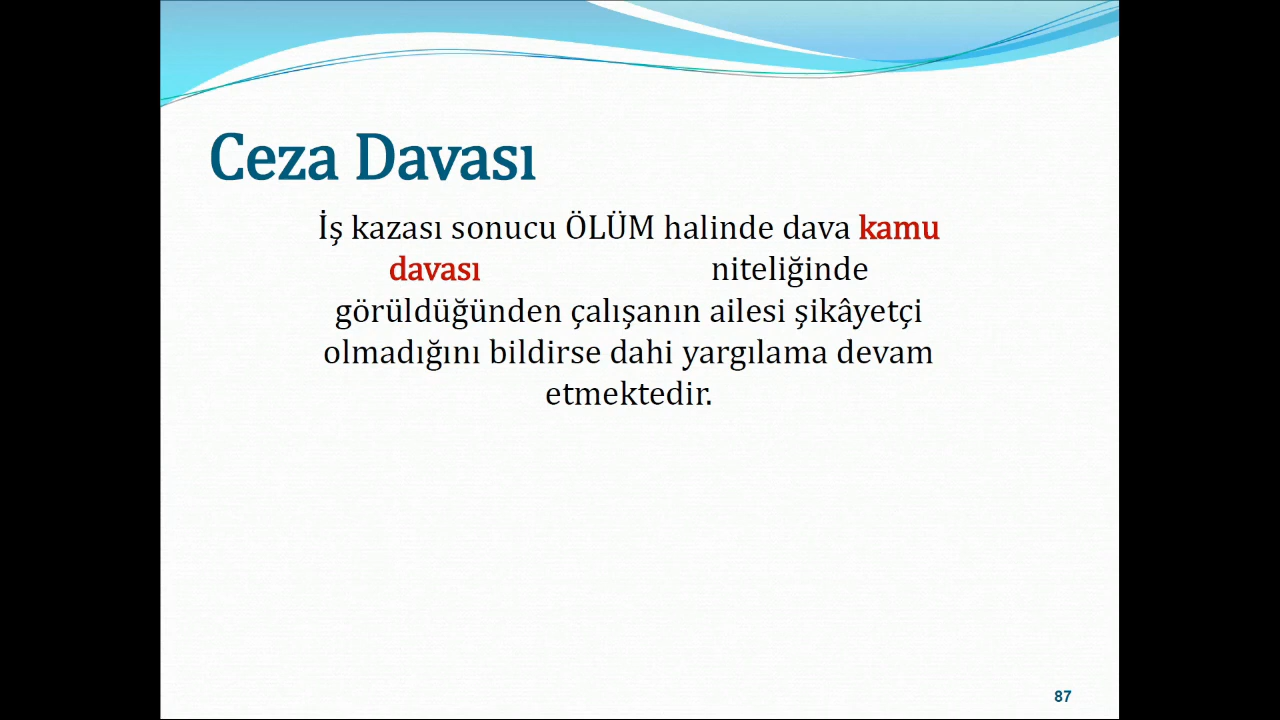 Ceza Davası
İş kazası sonucu ÖLÜM halinde dava kamu
davası niteliğinde
görüldüğünden çalışanın ailesi şikâyetçi
olmadığını bildirse dahi yargılama devam
etmektedir.
87